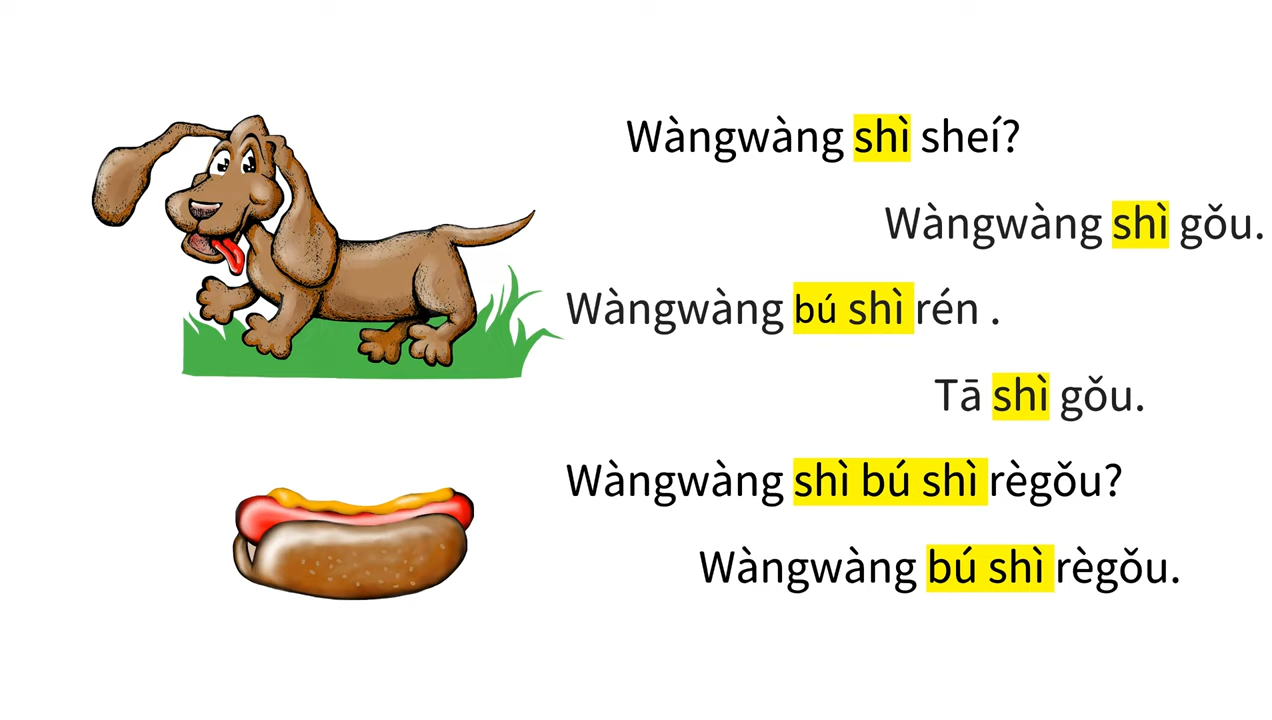 Wàngwàng shì sheí?
Wàngwàng shì gǒu.
Wàngwàng bú shì rén .
Tā shì gǒu.
Wàngwàng shì bú shì règǒu?
Wàngwàng bú shì règǒu.